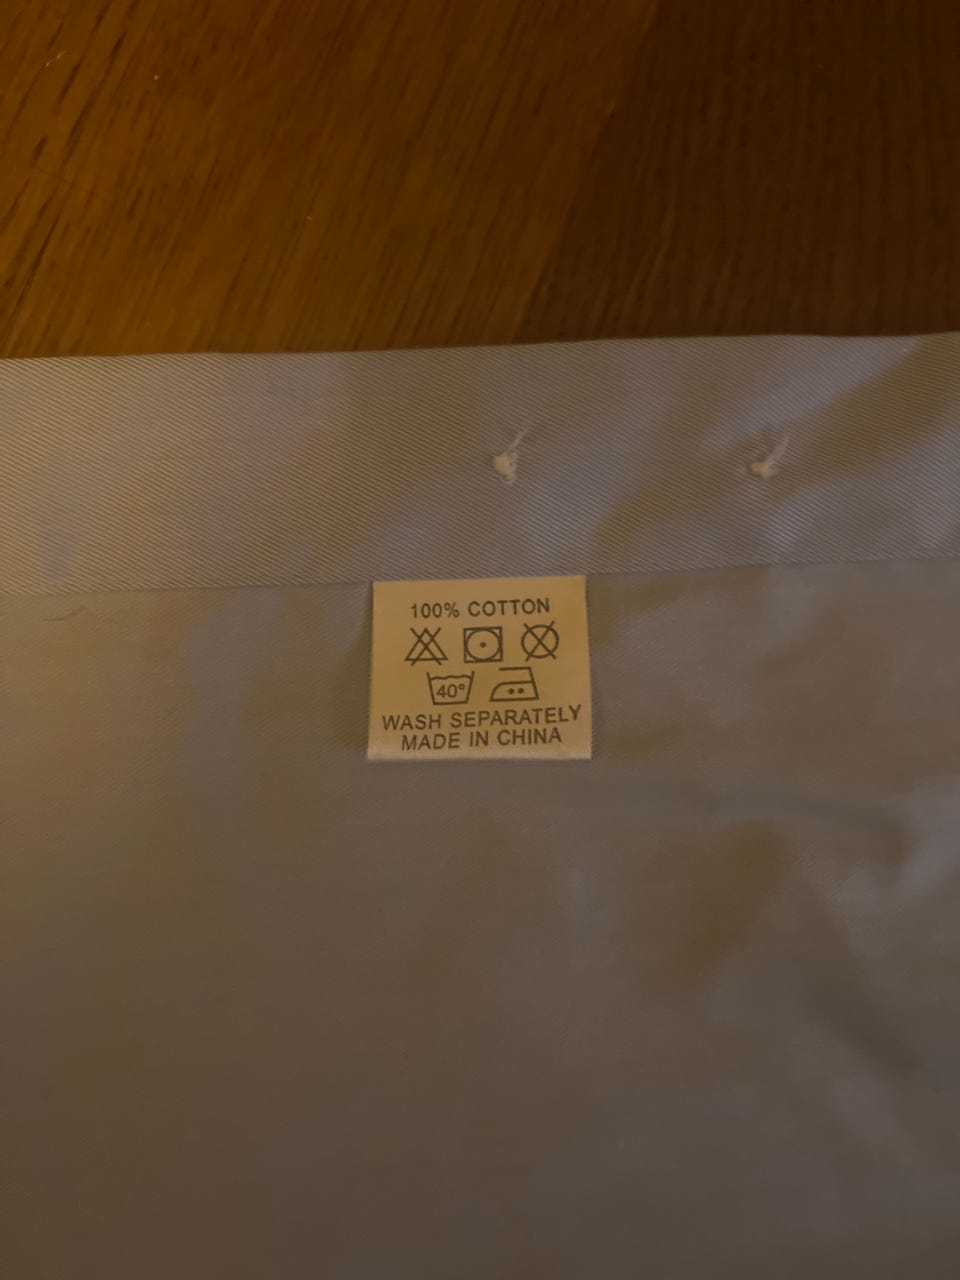 100% COTTON
40°
WASH SEPARATELY
MADE IN CHINA